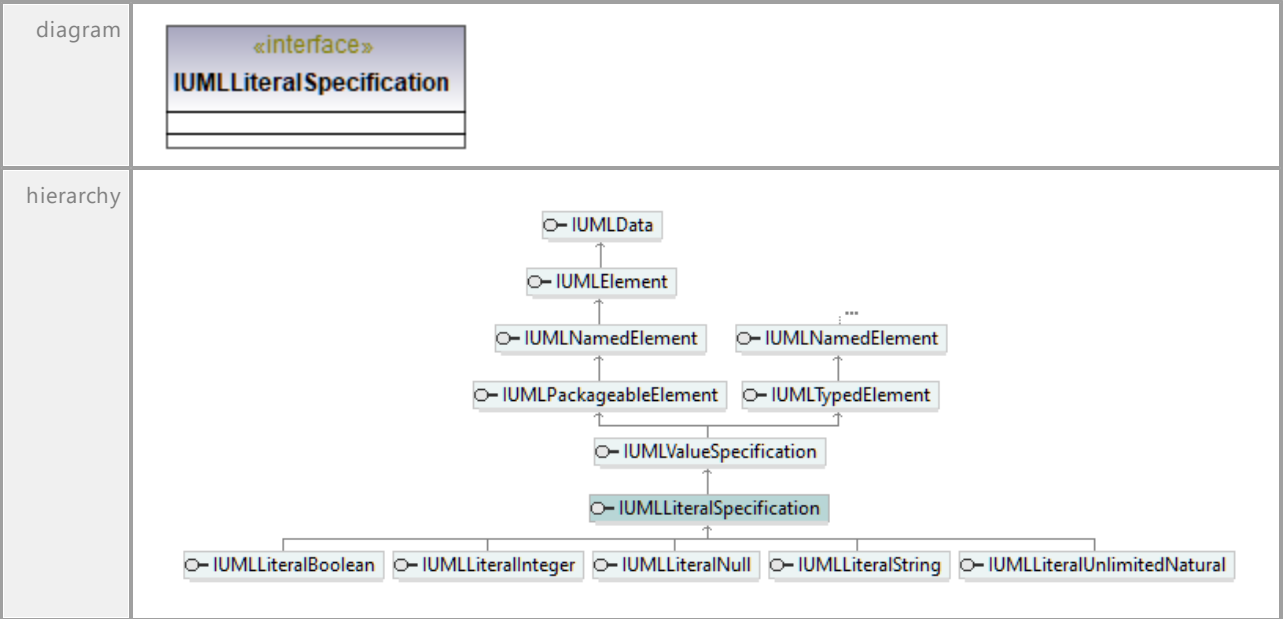 diagram
«interface»
IUMLLiteralSpecification
hierarchy
IUMLData
IUMLElement
...
IUMLNamedElement IUMLNamedElement
IUMLPackageableElement IUMLTypedElement
IUMLValueSpecification
IUMLLiteralSpecification
IUMLLiteralBoolean IUMLLiteralInteger IUMLLiteralNull IUMLLiteralString IUMLLiteralUnlimitedNatural